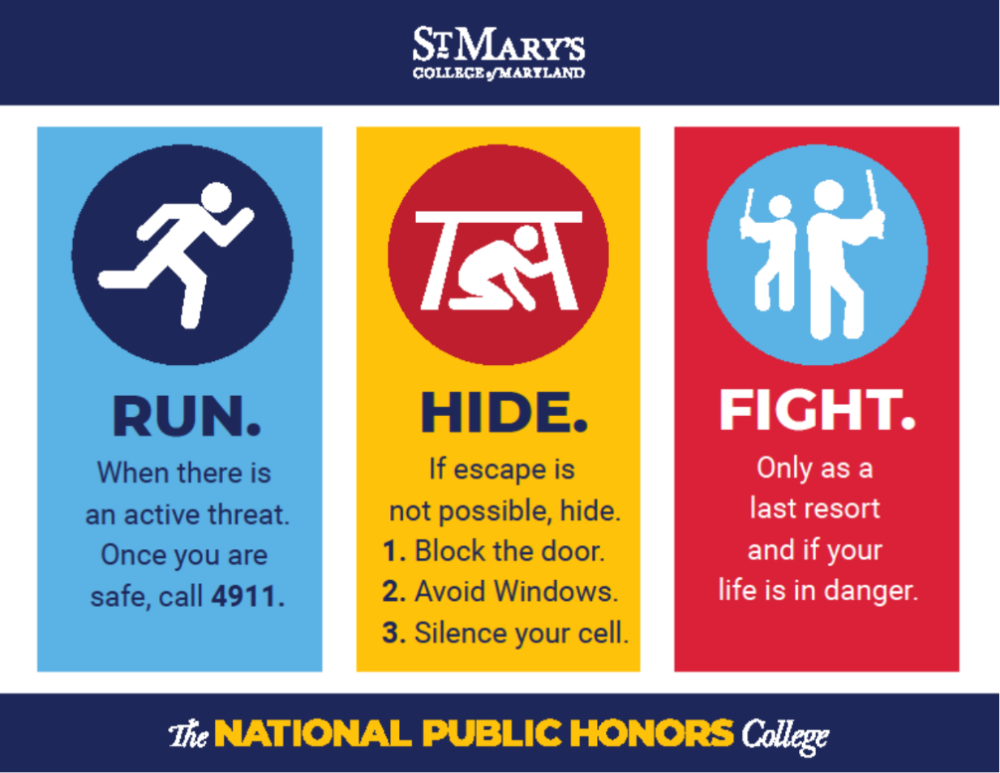 ST MARY'S
COLLEGE of MARYLAND
RUN.
When there is
an active threat.
Once you are
safe, call 4911.
HIDE.
If escape is
not possible, hide.
1. Block the door.
2. Avoid Windows.
3. Silence your cell.
FIGHT.
Only as a
last resort
and if your
life is in danger.
The NATIONAL PUBLIC HONORS College